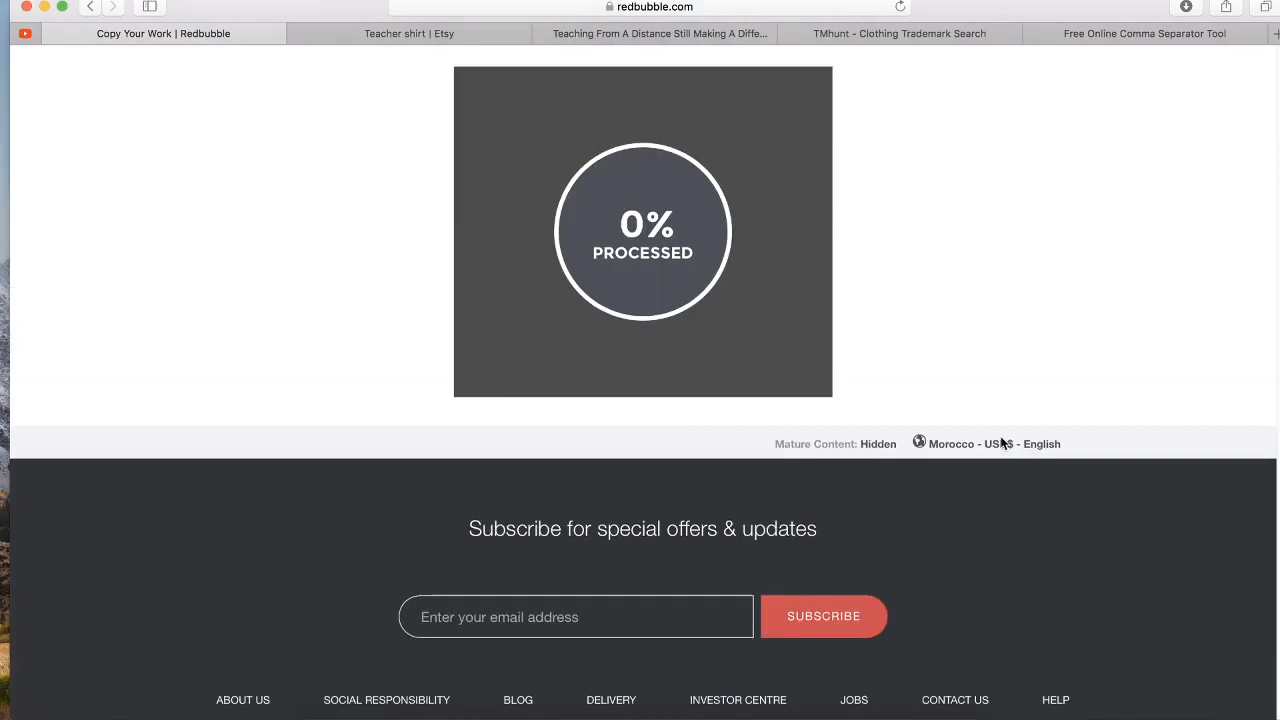 redbubble.com
Copy Your Work | Redbubble
Teacher shirt | Etsy
Teaching From A Distance Still Making A Diffe...
TMhunt - Clothing Trademark Search
Free Online Comma Separator Tool
0%
PROCESSED
Mature Content: Hidden
Morocco - US$ - English
Subscribe for special offers & updates
Enter your email address
SUBSCRIBE
ABOUT US
SOCIAL RESPONSIBILITY
BLOG
DELIVERY
INVESTOR CENTRE
JOBS
CONTACT US
HELP